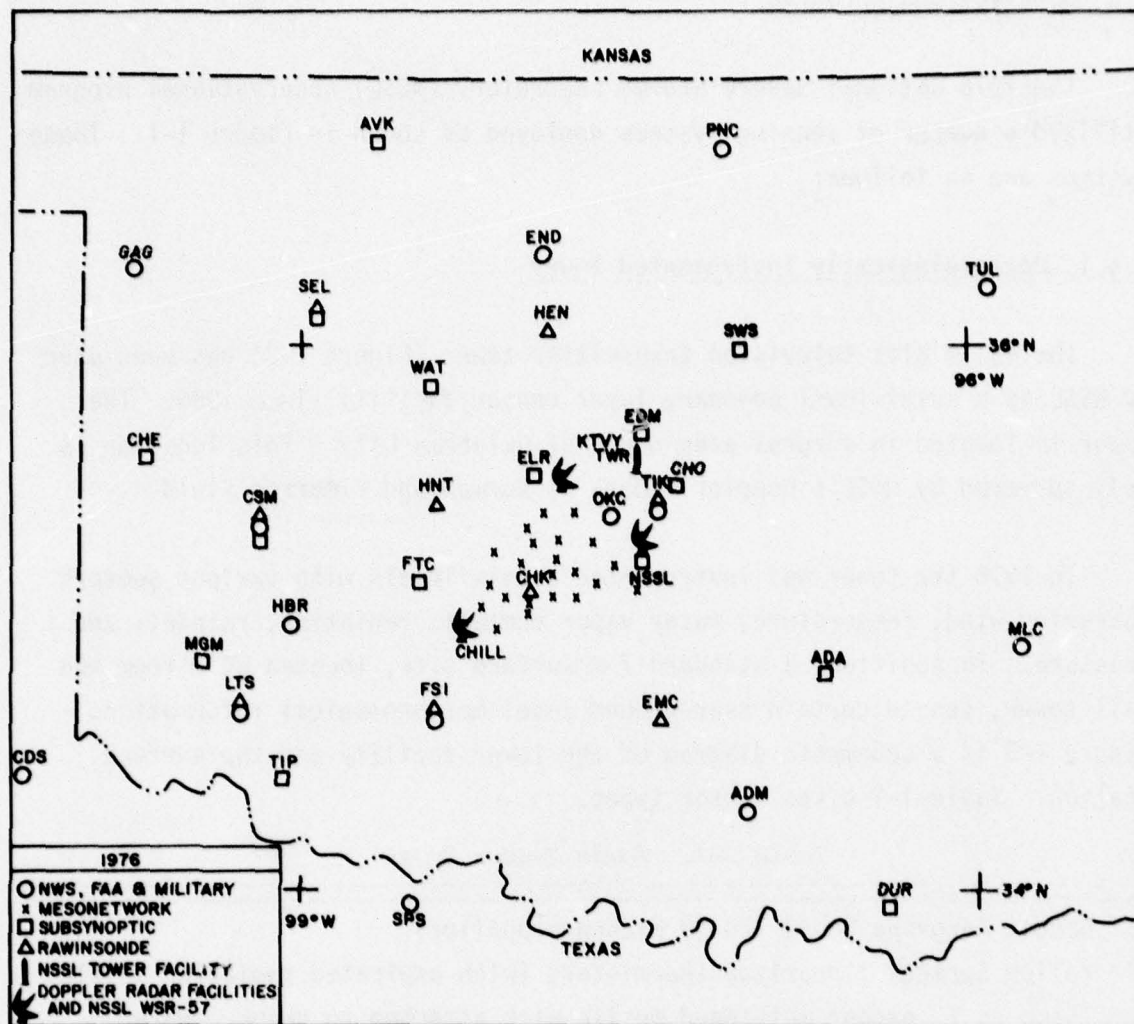 KANSAS
AVK
PNC
GAG
END
TUL
SEL
HEN
SWS
36° N
96° W
WAT
EDM
CHE
KTVY
TWR
ELR
CHO
TIK
HNT
OKC
CSM
FTC
CHK
NSSL
HBR
CHILL
MLC
MGM
ADA
LTS
FSI
EMC
CDS
TIP
ADM
1976
NWS, FAA & MILITARY
MESONETWORK
SUBSYNOPTIC
RAWINSONDE
NSSL TOWER FACILITY
DOPPLER RADAR FACILITIES
AND NSSL WSR-57
99° W
SPS
TEXAS
DUR
34° N